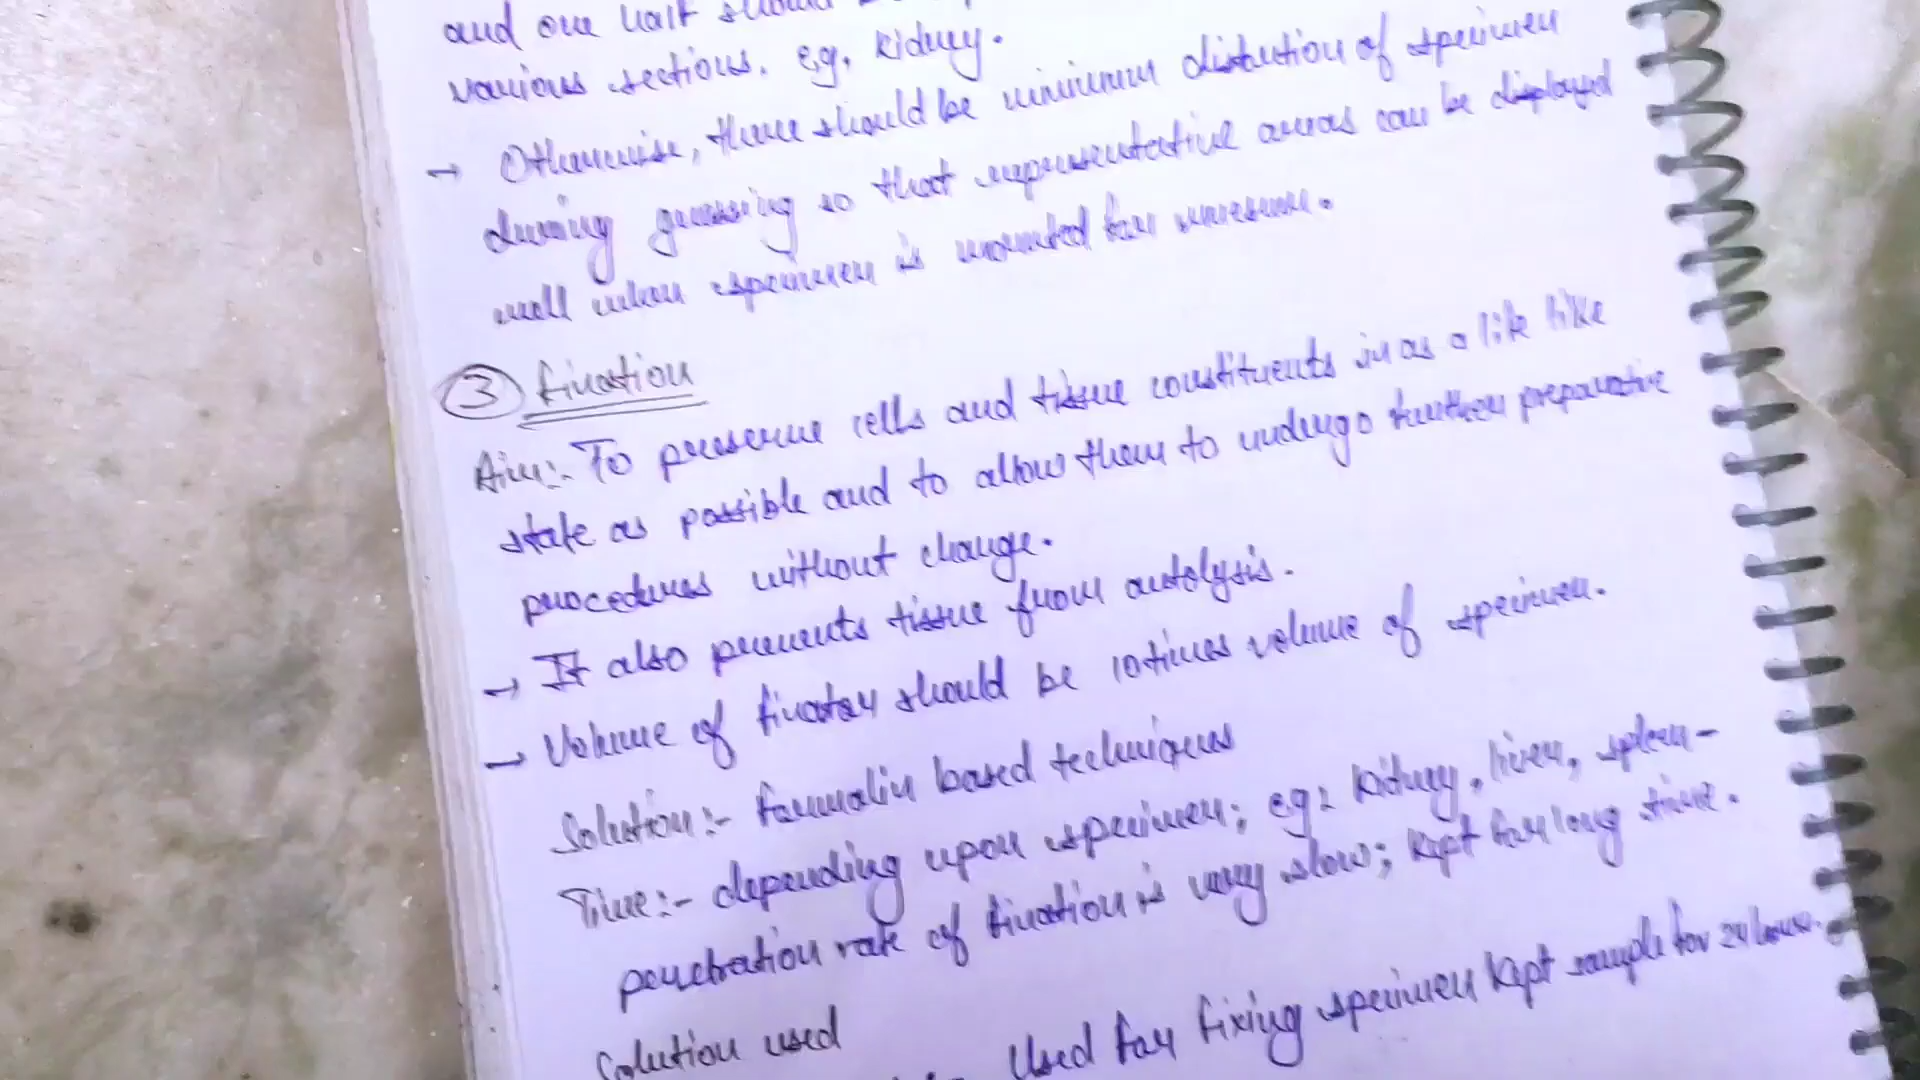 and one half should
various sections. eg. kidney.
→ Otherwise, there should be minimum distortion of specimen
during grossing so that representative areas can be displayed
well when specimen is mounted for museum.
③ fixation
Aim:- To preserve cells and tissue constituents in as a life like
state as possible and to allow them to undergo further preparative
procedures without change.
→ It also prevents tissue from autolysis.
→ Volume of fixator should be 10 times volume of specimen.
Solution:- formalin based techniques
Time:- depending upon specimen; eg: kidney, liver, spleen-
penetration rate of fixation is very slow; kept for long time.
Solution used
Used for fixing specimen kept sample for 24 hours.